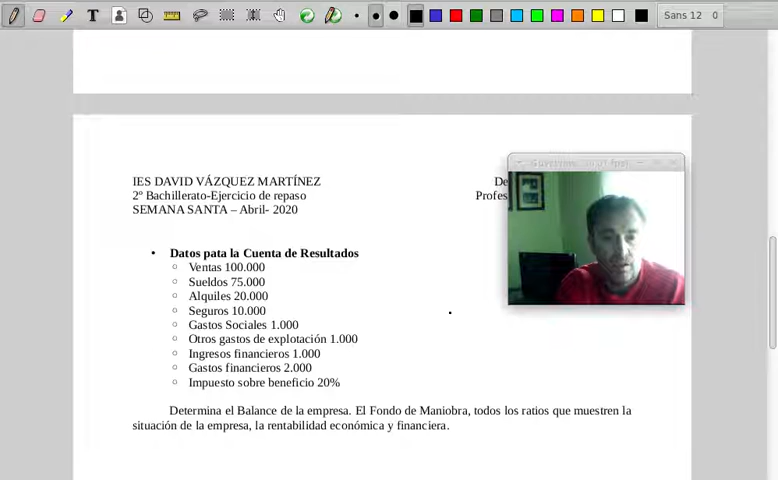 T
Sans 12 0
IES DAVID VÁZQUEZ MARTÍNEZ De
2º Bachillerato-Ejercicio de repaso Profes
SEMANA SANTA – Abril- 2020
• Datos pata la Cuenta de Resultados
○ Ventas 100.000
○ Sueldos 75.000
○ Alquiles 20.000
○ Seguros 10.000
○ Gastos Sociales 1.000
○ Otros gastos de explotación 1.000
○ Ingresos financieros 1.000
○ Gastos financieros 2.000
○ Impuesto sobre beneficio 20%
Determina el Balance de la empresa. El Fondo de Maniobra, todos los ratios que muestren la
situación de la empresa, la rentabilidad económica y financiera.